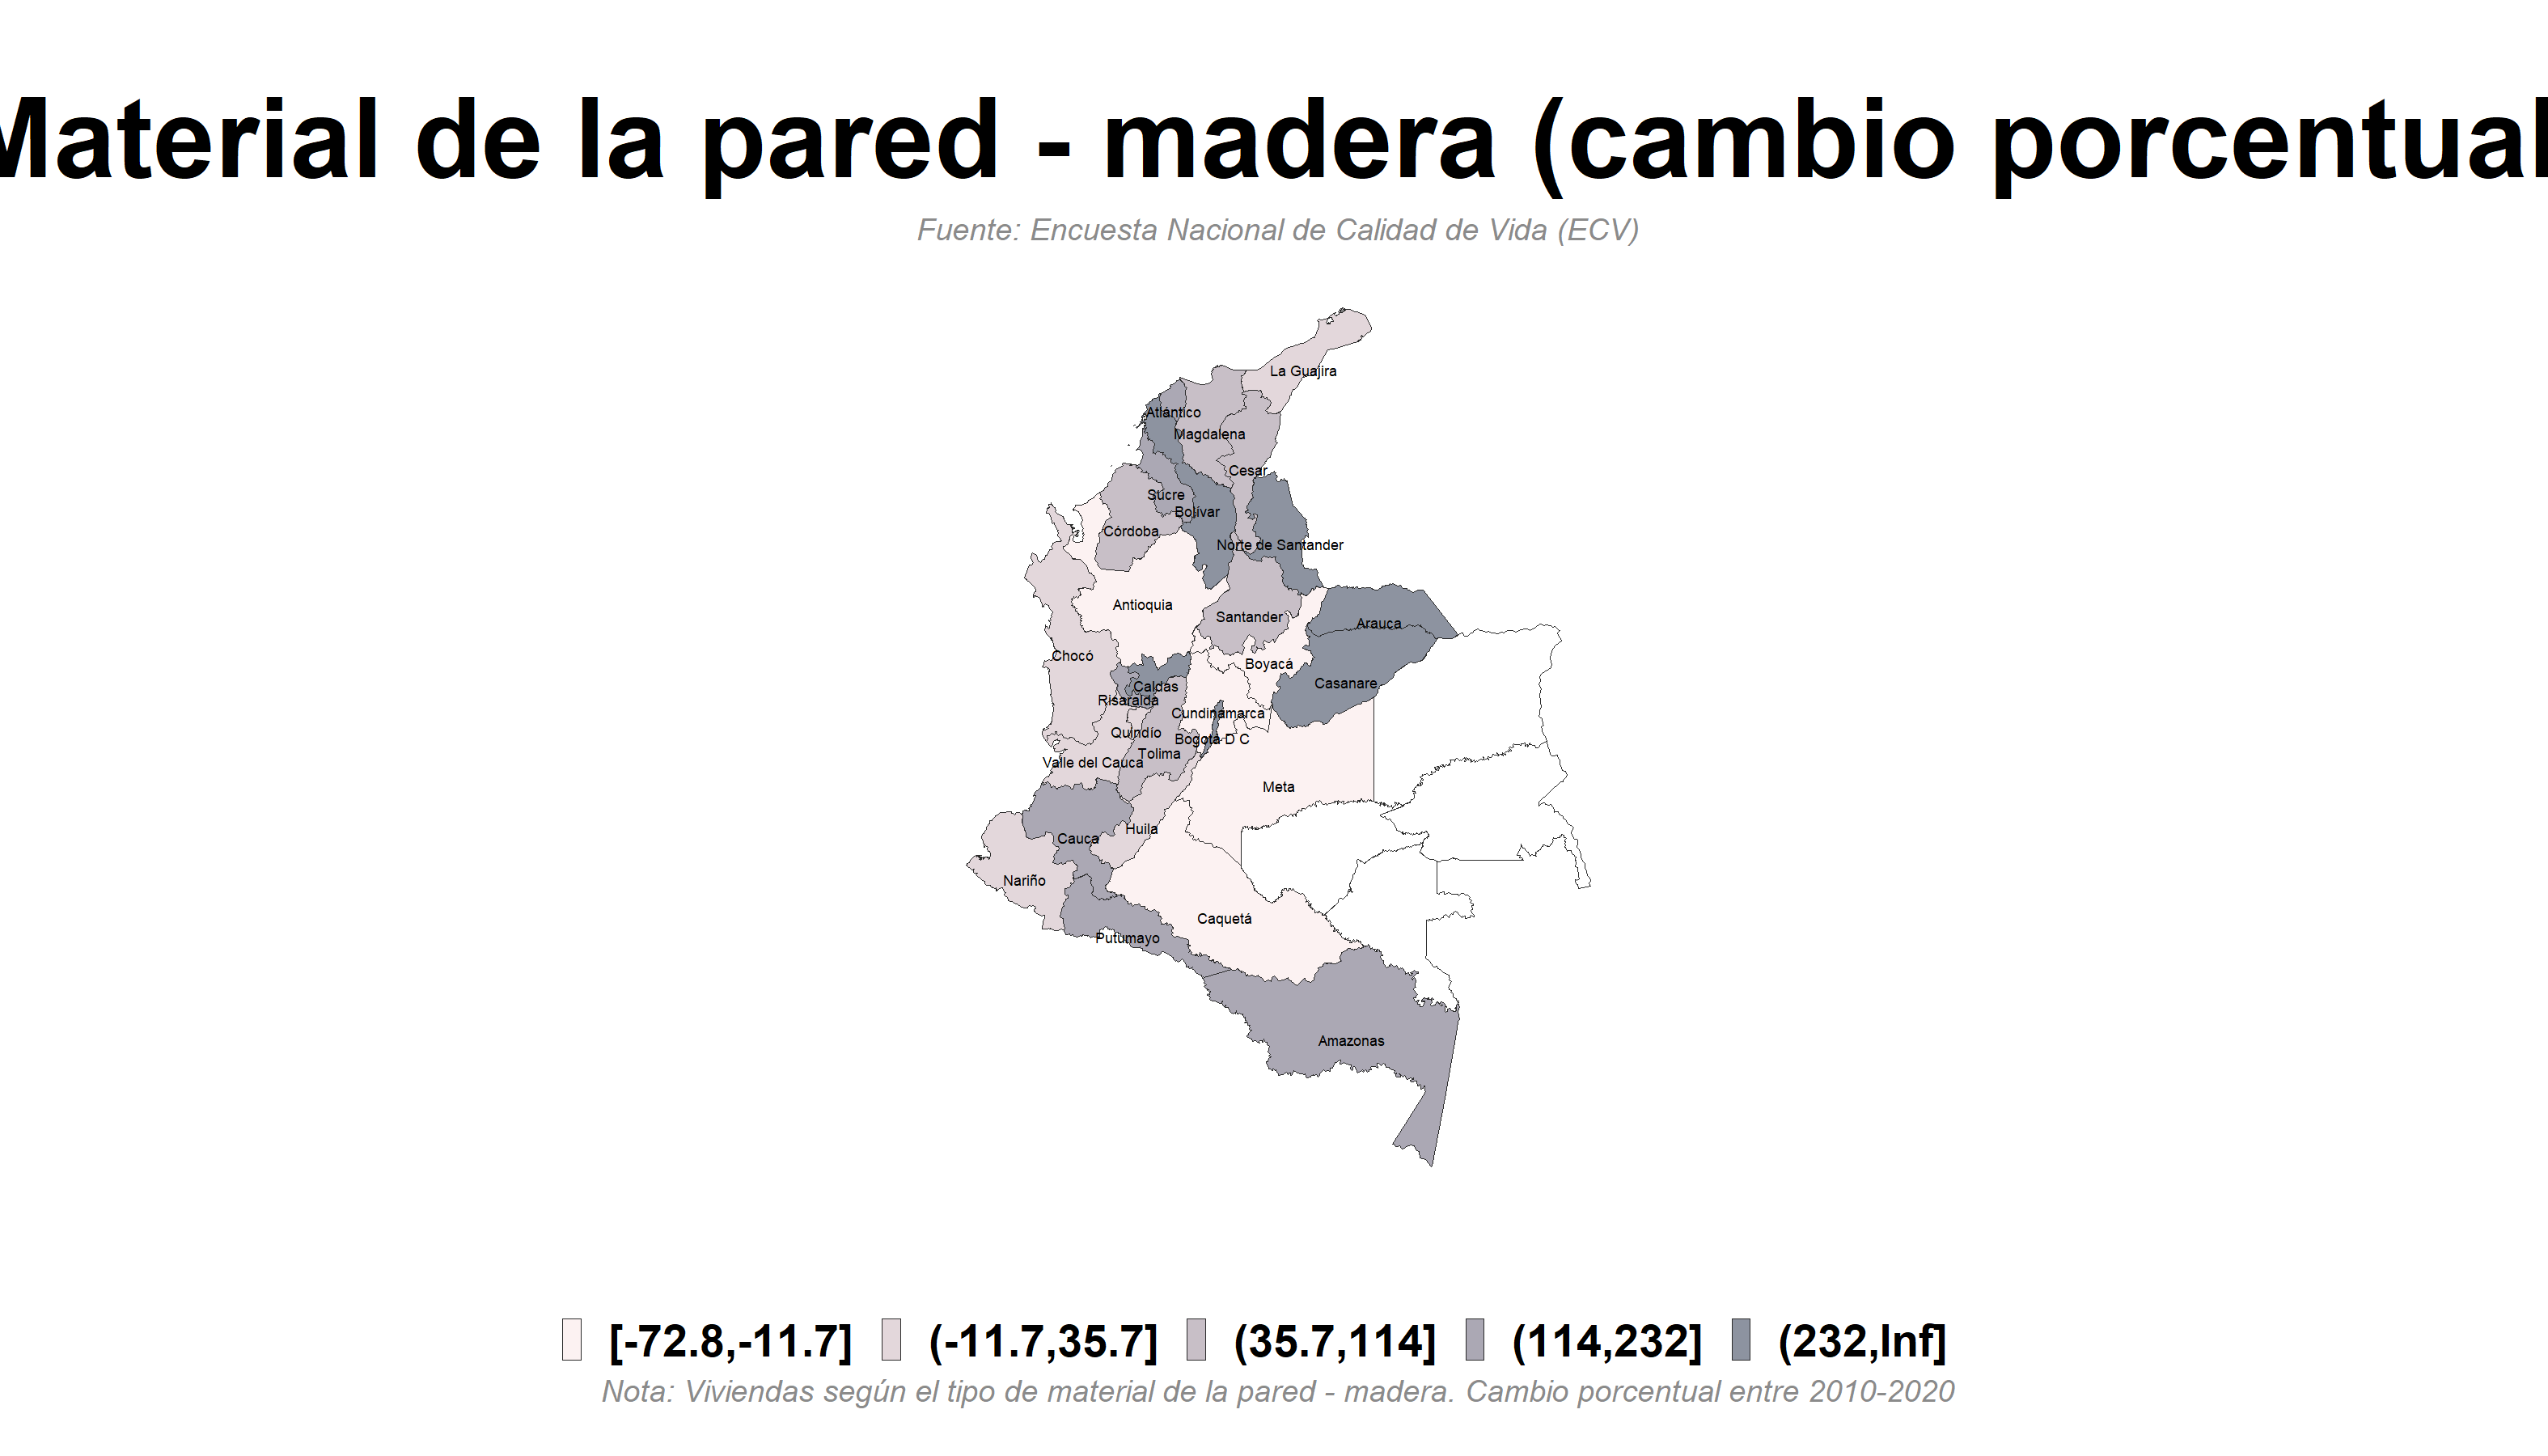 Material de la pared - madera (cambio porcentual
Fuente: Encuesta Nacional de Calidad de Vida (ECV)
La Guajira
Atlántico
Magdalena
Cesar
Sucre
Bolívar
Córdoba
Norte de Santander
Antioquia
Santander
Arauca
Chocó
Boyacá
Caldas
Casanare
Risaralda
Cundinamarca
Quindío
Bogotá D C
Tolima
Valle del Cauca
Meta
Huila
Cauca
Nariño
Caquetá
Putumayo
Amazonas
[-72.8,-11.7] (-11.7,35.7] (35.7,114] (114,232] (232,Inf]
Nota: Viviendas según el tipo de material de la pared - madera. Cambio porcentual entre 2010-2020